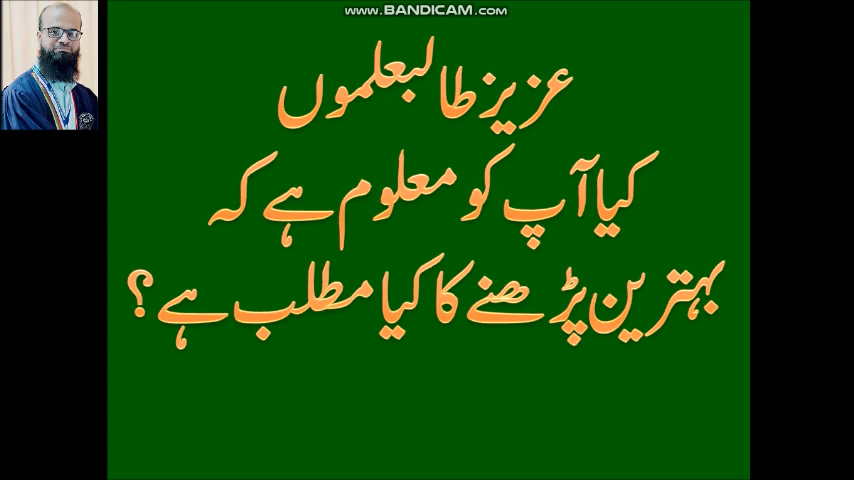 WWW.BANDICAM.COM
عزیز طالبعلموں
کیا آپ کو معلوم ہے کہ
بہترین پڑھنے کا کیا مطلب ہے؟